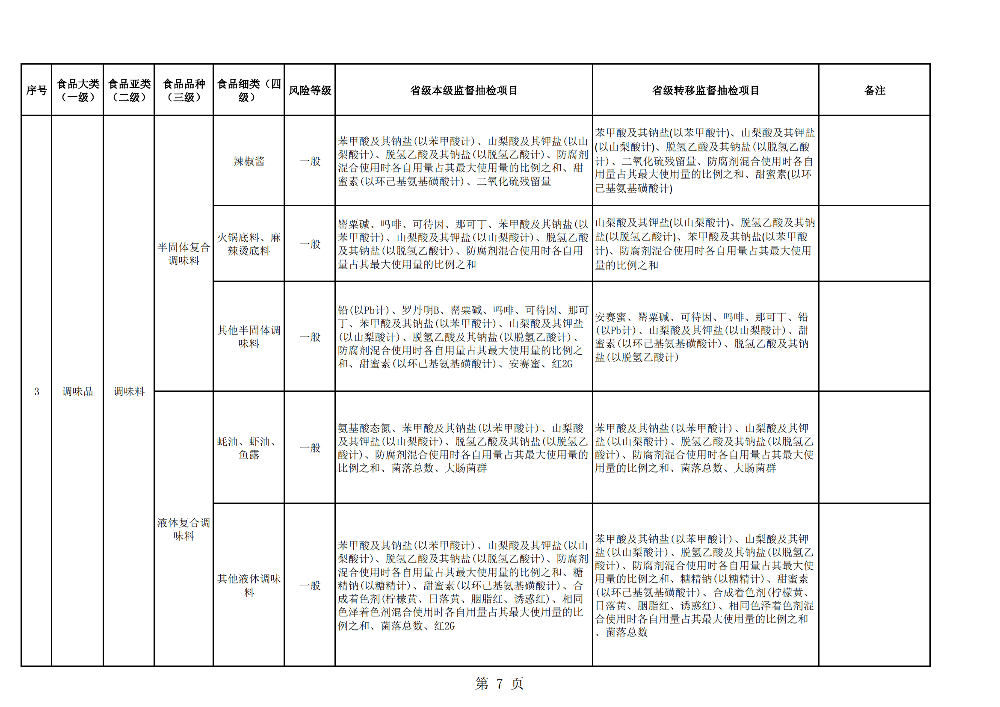 序号
食品大类
（一级）
食品亚类
（二级）
食品品种
（三级）
食品细类（四
级）
风险等级
省级本级监督抽检项目
省级转移监督抽检项目
备注
3
调味品
调味料
半固体复合
调味料
辣椒酱
一般
苯甲酸及其钠盐(以苯甲酸计)、山梨酸及其钾盐(以山
梨酸计)、脱氢乙酸及其钠盐(以脱氢乙酸计)、防腐剂
混合使用时各自用量占其最大使用量的比例之和、甜
蜜素(以环己基氨基磺酸计)、二氧化硫残留量
苯甲酸及其钠盐(以苯甲酸计)、山梨酸及其钾盐
(以山梨酸计)、脱氢乙酸及其钠盐(以脱氢乙酸
计)、二氧化硫残留量、防腐剂混合使用时各自
用量占其最大使用量的比例之和、甜蜜素(以环
己基氨基磺酸计)
火锅底料、麻
辣烫底料
一般
罂粟碱、吗啡、可待因、那可丁、苯甲酸及其钠盐(以
苯甲酸计)、山梨酸及其钾盐(以山梨酸计)、脱氢乙酸
及其钠盐(以脱氢乙酸计)、防腐剂混合使用时各自用
量占其最大使用量的比例之和
山梨酸及其钾盐(以山梨酸计)、脱氢乙酸及其钠
盐(以脱氢乙酸计)、苯甲酸及其钠盐(以苯甲酸
计)、防腐剂混合使用时各自用量占其最大使用
量的比例之和
其他半固体调
味料
一般
铅(以Pb计)、罗丹明B、罂粟碱、吗啡、可待因、那可
丁、苯甲酸及其钠盐(以苯甲酸计)、山梨酸及其钾盐
(以山梨酸计)、脱氢乙酸及其钠盐(以脱氢乙酸计)、
防腐剂混合使用时各自用量占其最大使用量的比例之
和、甜蜜素(以环己基氨基磺酸计)、安赛蜜、红2G
安赛蜜、罂粟碱、可待因、吗啡、那可丁、铅
(以Pb计)、山梨酸及其钾盐(以山梨酸计)、甜
蜜素(以环己基氨基磺酸计)、脱氢乙酸及其钠
盐(以脱氢乙酸计)
液体复合调
味料
蚝油、虾油、
鱼露
一般
氨基酸态氮、苯甲酸及其钠盐(以苯甲酸计)、山梨酸
及其钾盐(以山梨酸计)、脱氢乙酸及其钠盐(以脱氢乙
酸计)、防腐剂混合使用时各自用量占其最大使用量的
比例之和、菌落总数、大肠菌群
苯甲酸及其钠盐(以苯甲酸计)、山梨酸及其钾
盐(以山梨酸计)、脱氢乙酸及其钠盐(以脱氢乙
酸计)、防腐剂混合使用时各自用量占其最大使
用量的比例之和、菌落总数、大肠菌群
其他液体调味
料
一般
苯甲酸及其钠盐(以苯甲酸计)、山梨酸及其钾盐(以山
梨酸计)、脱氢乙酸及其钠盐(以脱氢乙酸计)、防腐剂
混合使用时各自用量占其最大使用量的比例之和、糖
精钠(以糖精计)、甜蜜素(以环己基氨基磺酸计)、合
成着色剂(柠檬黄、日落黄、胭脂红、诱惑红)、相同
色泽着色剂混合使用时各自用量占其最大使用量的比
例之和、菌落总数、红2G
苯甲酸及其钠盐(以苯甲酸计)、山梨酸及其钾
盐(以山梨酸计)、脱氢乙酸及其钠盐(以脱氢乙
酸计)、防腐剂混合使用时各自用量占其最大使
用量的比例之和、糖精钠(以糖精计)、甜蜜素
(以环己基氨基磺酸计)、合成着色剂(柠檬黄、
日落黄、胭脂红、诱惑红)、相同色泽着色剂混
合使用时各自用量占其最大使用量的比例之和
、菌落总数
第 7 页